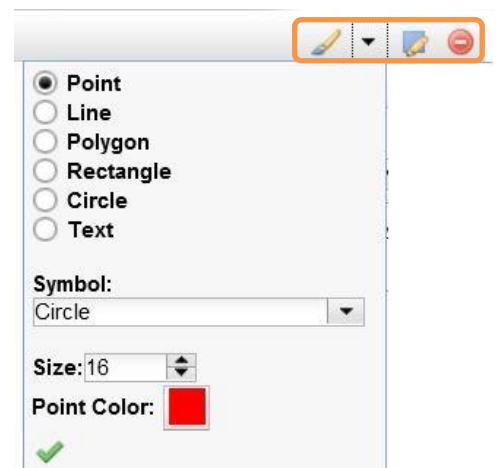 Point
Line
Polygon
Rectangle
Circle
Text
Symbol:
Circle
Size: 16
Point Color: